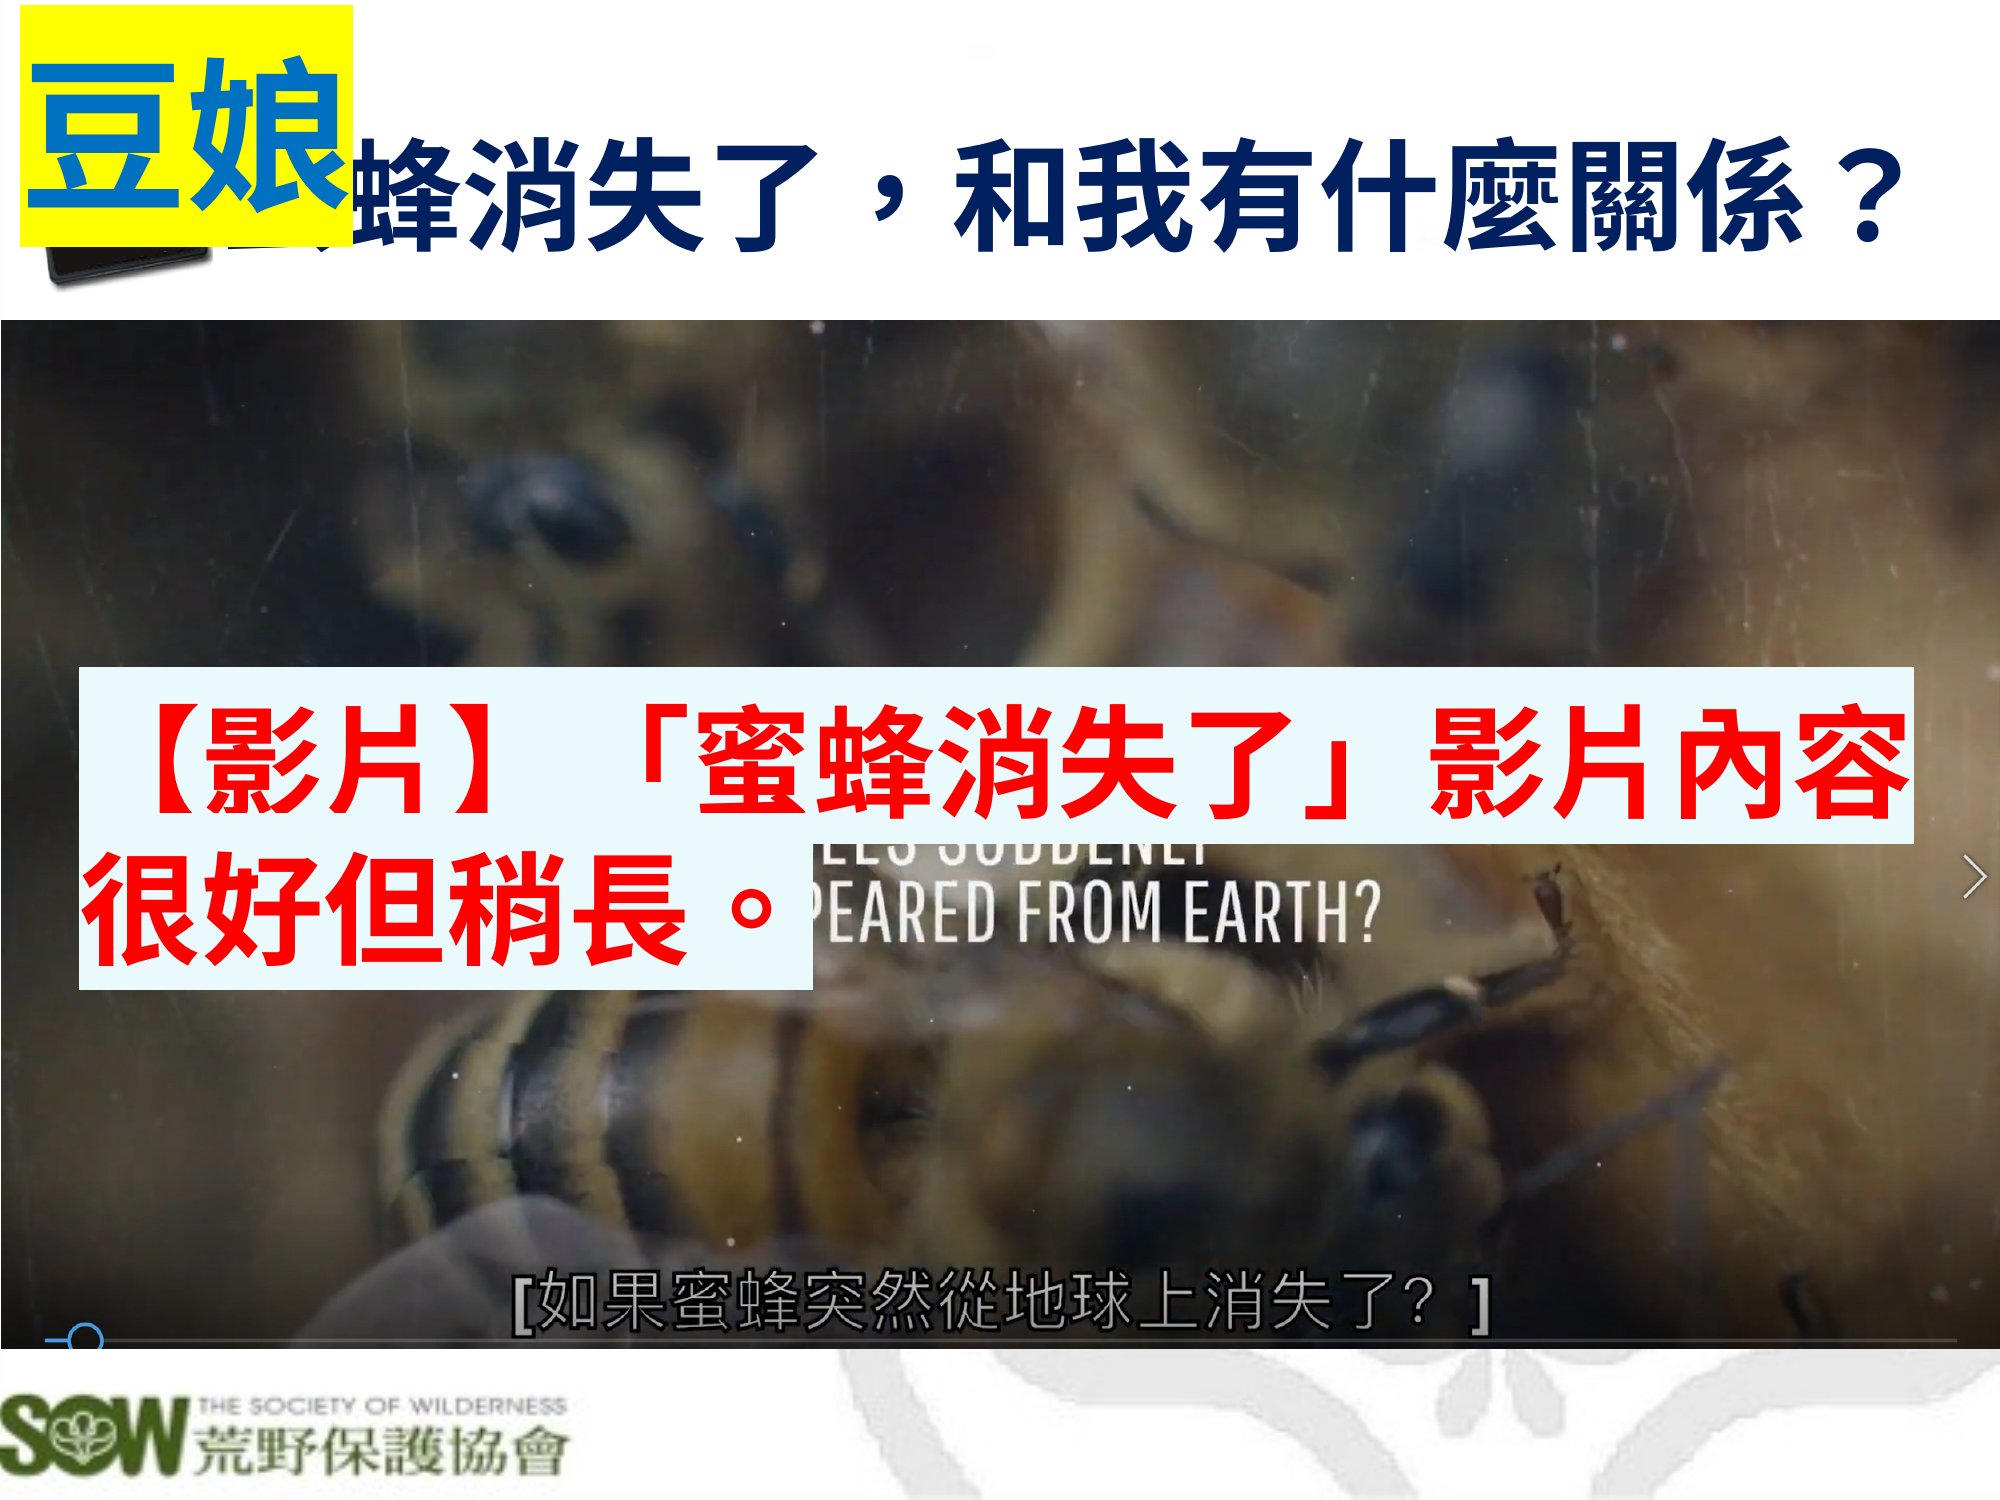 豆娘
蜂消失了，和我有什麼關係？
【影片】「蜜蜂消失了」影片內容
很好但稍長。
PEARED FROM EARTH?
[如果蜜蜂突然從地球上消失了？]
SOW THE SOCIETY OF WILDERNESS
荒野保護協會